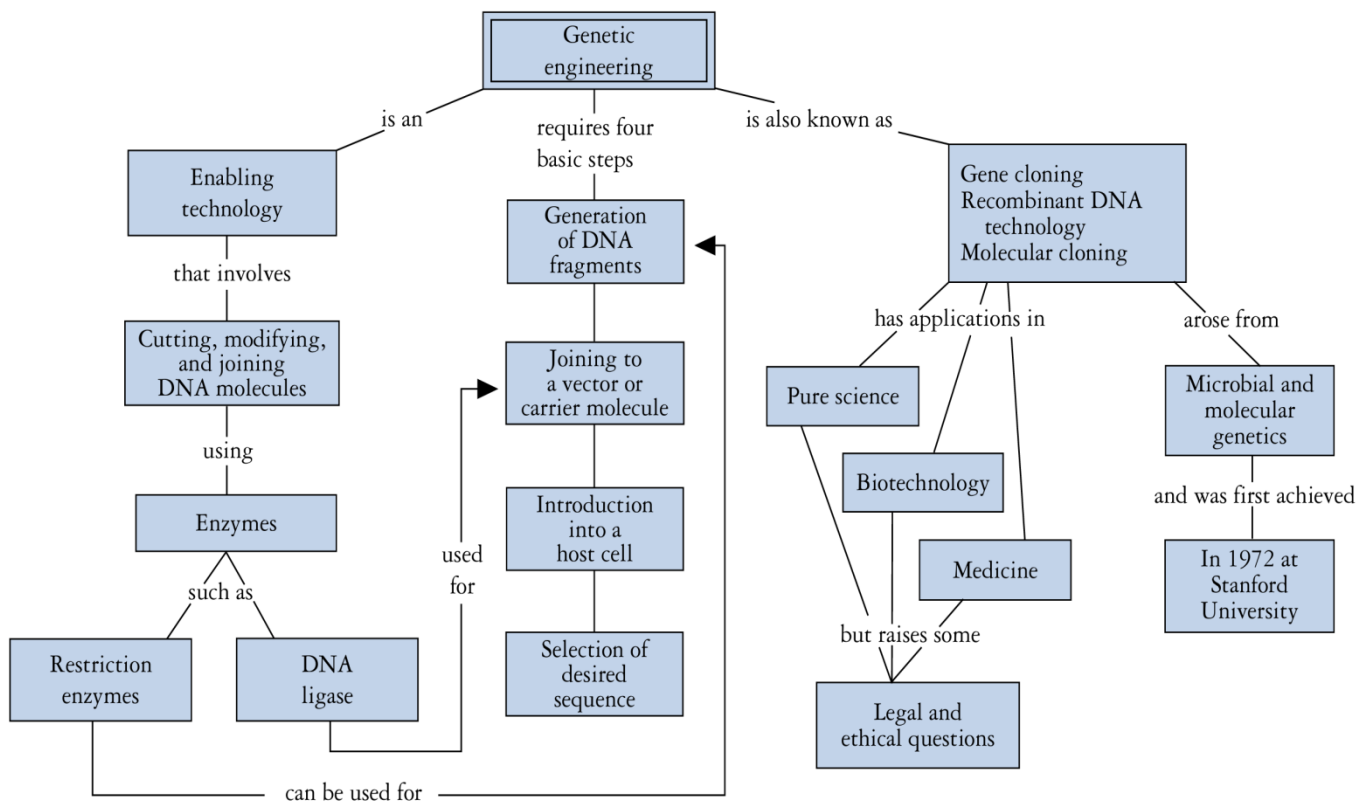 Genetic
engineering
is an
requires four
basic steps
is also known as
Enabling
technology
that involves
Cutting, modifying,
and joining
DNA molecules
using
Enzymes
such as
Restriction
enzymes
DNA
ligase
used
for
can be used for
Generation
of DNA
fragments
Joining to
a vector or
carrier molecule
Introduction
into a
host cell
Selection of
desired
sequence
Gene cloning
Recombinant DNA
technology
Molecular cloning
has applications in
Pure science
Biotechnology
Medicine
but raises some
Legal and
ethical questions
arose from
Microbial and
molecular
genetics
and was first achieved
In 1972 at
Stanford
University